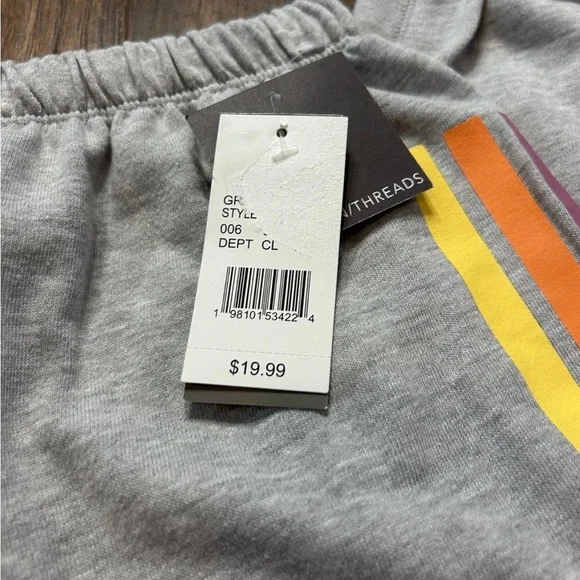 GR
STYLE
006
DEPT CL
1 98101 53422 4
$19.99
/THREADS